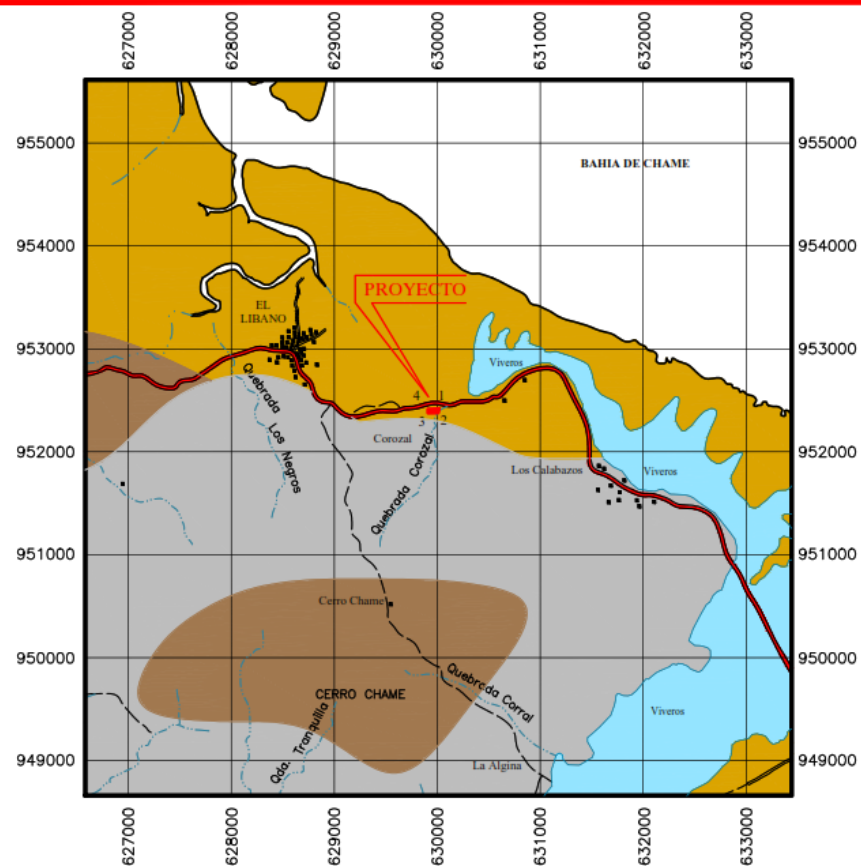 627000
628000
629000
630000
631000
632000
633000
955000
955000
BAHIA DE CHAME
954000
954000
EL
LIBANO
PROYECTO
953000
953000
Viveros
4 1
3 2
952000
952000
Corozal
Los Calabazos
Viveros
Quebrada Los Negros
Quebrada Corozal
951000
951000
Cerro Chame
950000
950000
CERRO CHAME
Quebrada Corral
Viveros
Qda. Tranquilla
949000
949000
La Algina
627000
628000
629000
630000
631000
632000
633000